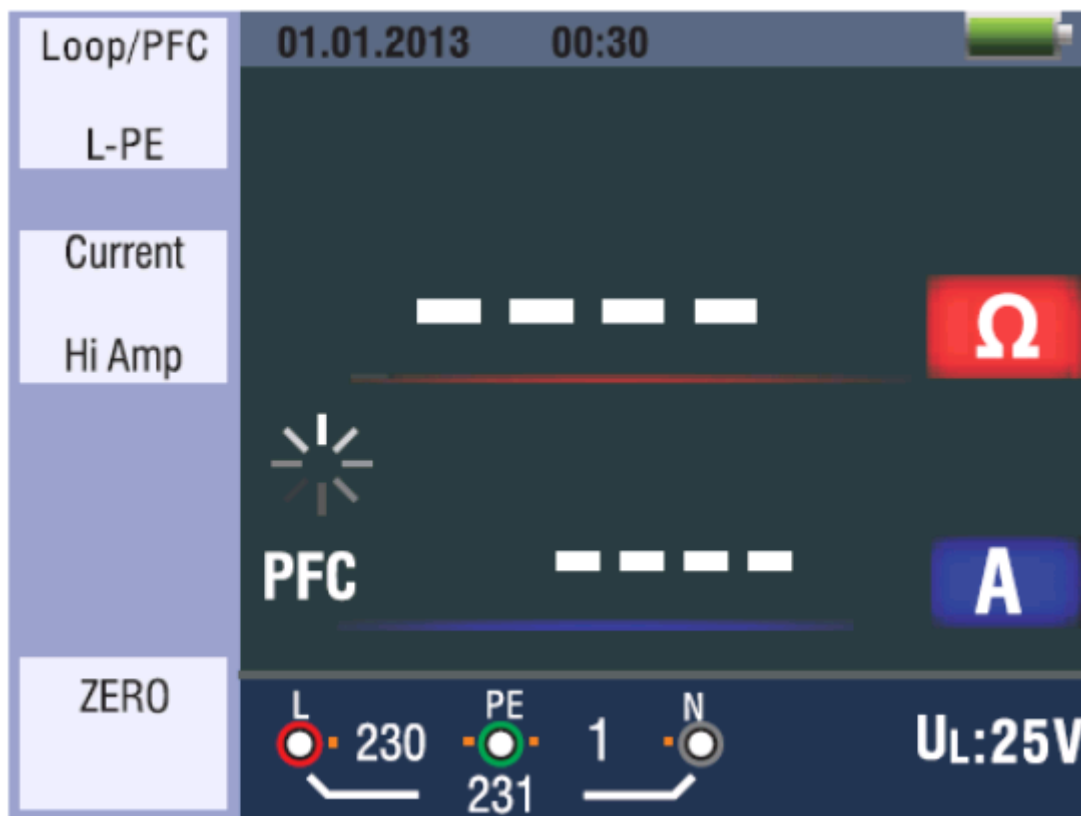 Loop/PFC
L-PE
01.01.2013 00:30
Current
Hi Amp
---- Ω
PFC ---- A
ZERO
L PE N
230 1
231
UL:25V